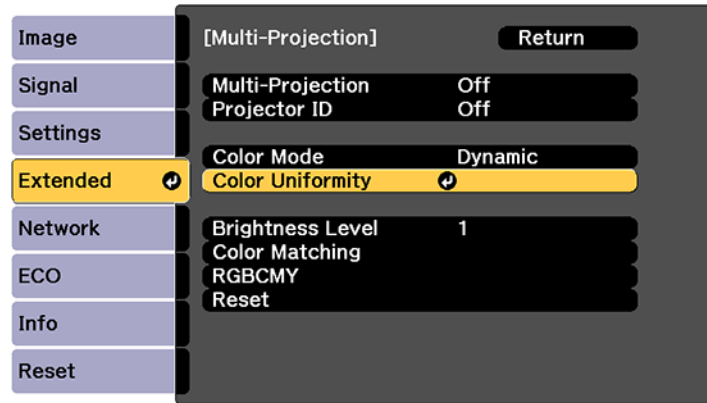 Image
Signal
Settings
Extended
Network
ECO
Info
Reset
[Multi-Projection] Return
Multi-Projection Off
Projector ID Off
Color Mode Dynamic
Color Uniformity
Brightness Level 1
Color Matching
RGBCMY
Reset